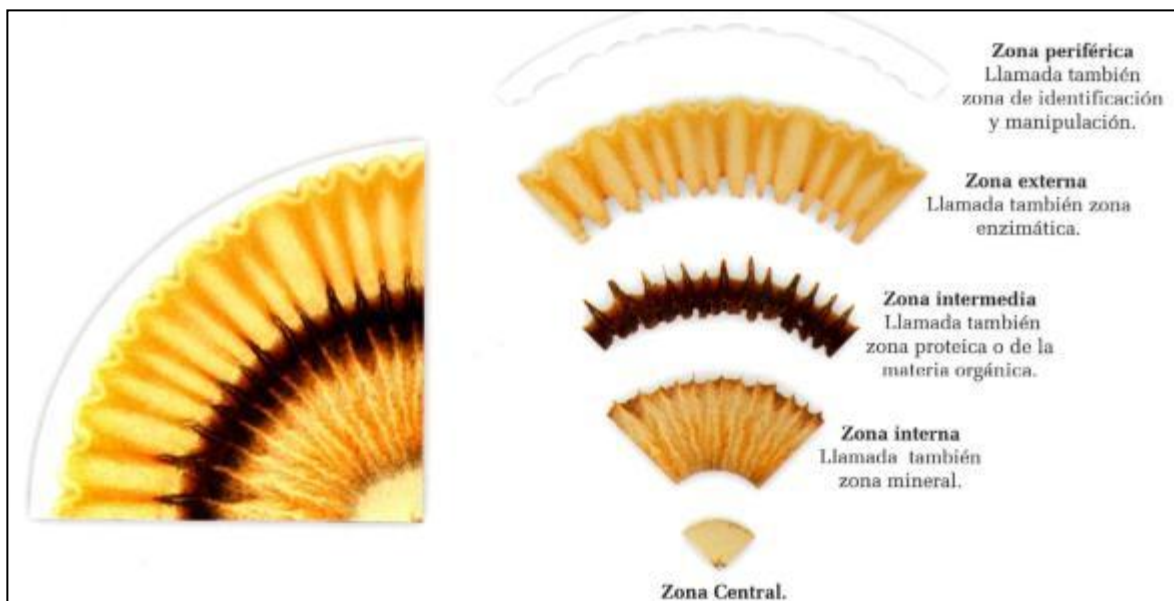 Zona periférica
Llamada también
zona de identificación
y manipulación.
Zona externa
Llamada también zona
enzimática.
Zona intermedia
Llamada también
zona proteica o de la
materia orgánica.
Zona interna
Llamada también
zona mineral.
Zona Central.